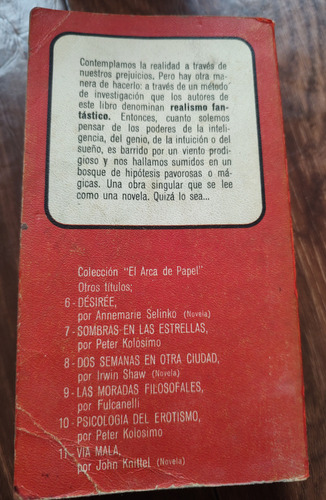 Contemplamos la realidad a través de
nuestros prejuicios. Pero hay otra ma-
nera de hacerlo: a través de un método
de investigación que los autores de
este libro denominan realismo fan-
tástico. Entonces, cuanto solemos
pensar de los poderes de la inteli-
gencia, del genio, de la intuición o del
sueño, es barrido por un viento prodi-
gioso y nos hallamos sumidos en un
bosque de hipótesis pavorosas o má-
gicas. Una obra singular que se lee
como una novela. Quizá lo sea...
Colección "El Arca de Papel"
Otros títulos;
6 - DÉSIRÉE,
por Annemarie Selinko (Novela)
7 - SOMBRAS EN LAS ESTRELLAS,
por Peter Kolósimo
8 - DOS SEMANAS EN OTRA CIUDAD,
por Irwin Shaw (Novela)
9 - LAS MORADAS FILOSOFALES,
por Fulcanelli
10 - PSICOLOGIA DEL EROTISMO,
por Peter Kolosimo
11 - VIA MALA,
por John Knittel (Novela)